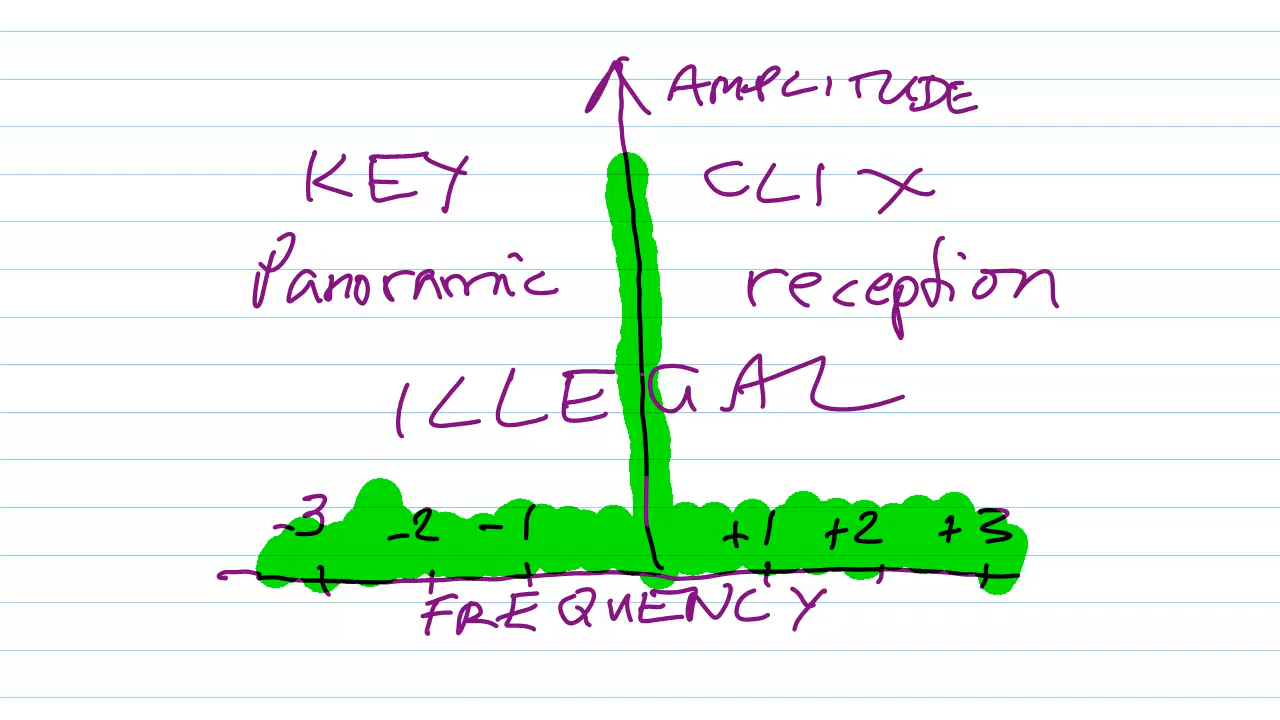 AMPLITUDE
KEY CLIX
Panoramic reception
ILLEGAL
-3 -2 -1 +1 +2 +3
FREQUENCY